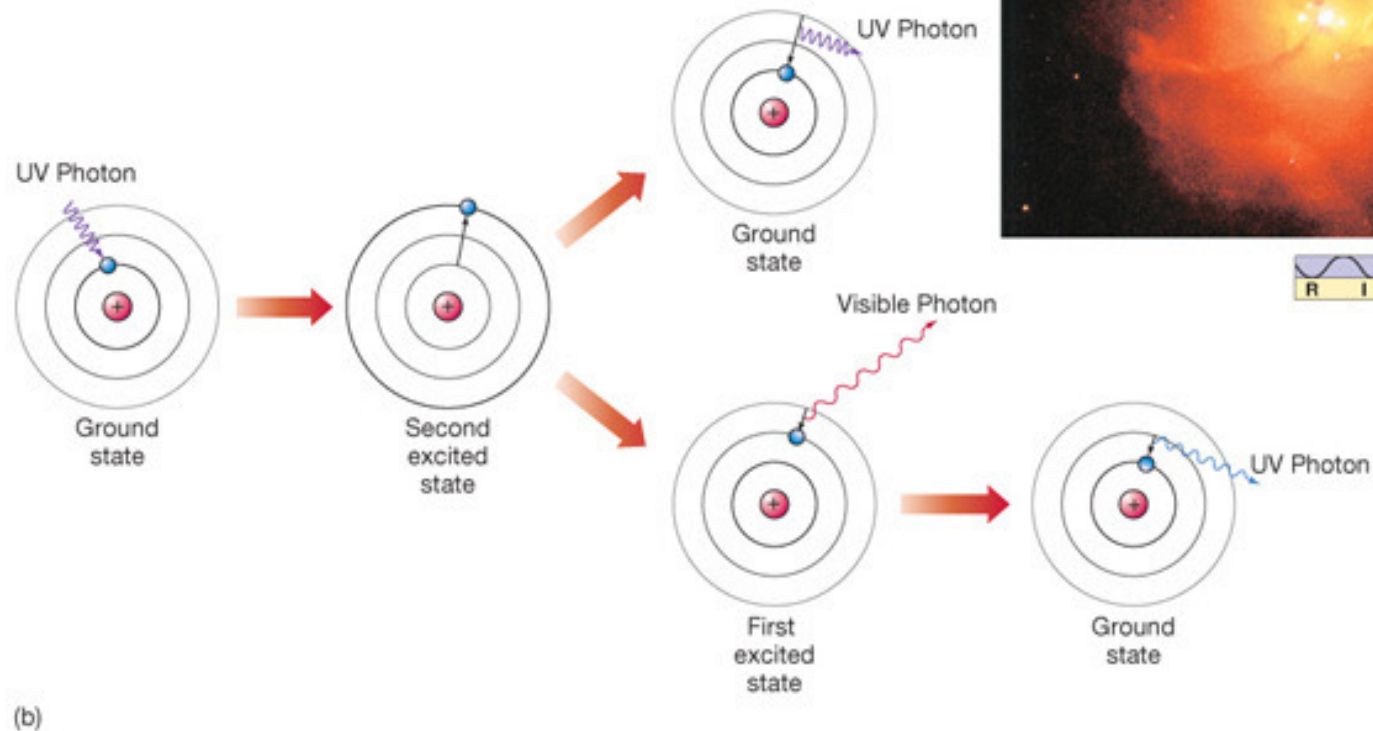 UV Photon
Ground
state
UV Photon
+
Ground
state
+
Second
excited
state
+
R I
Visible Photon
+
First
excited
state
UV Photon
+
Ground
state
+
(b)